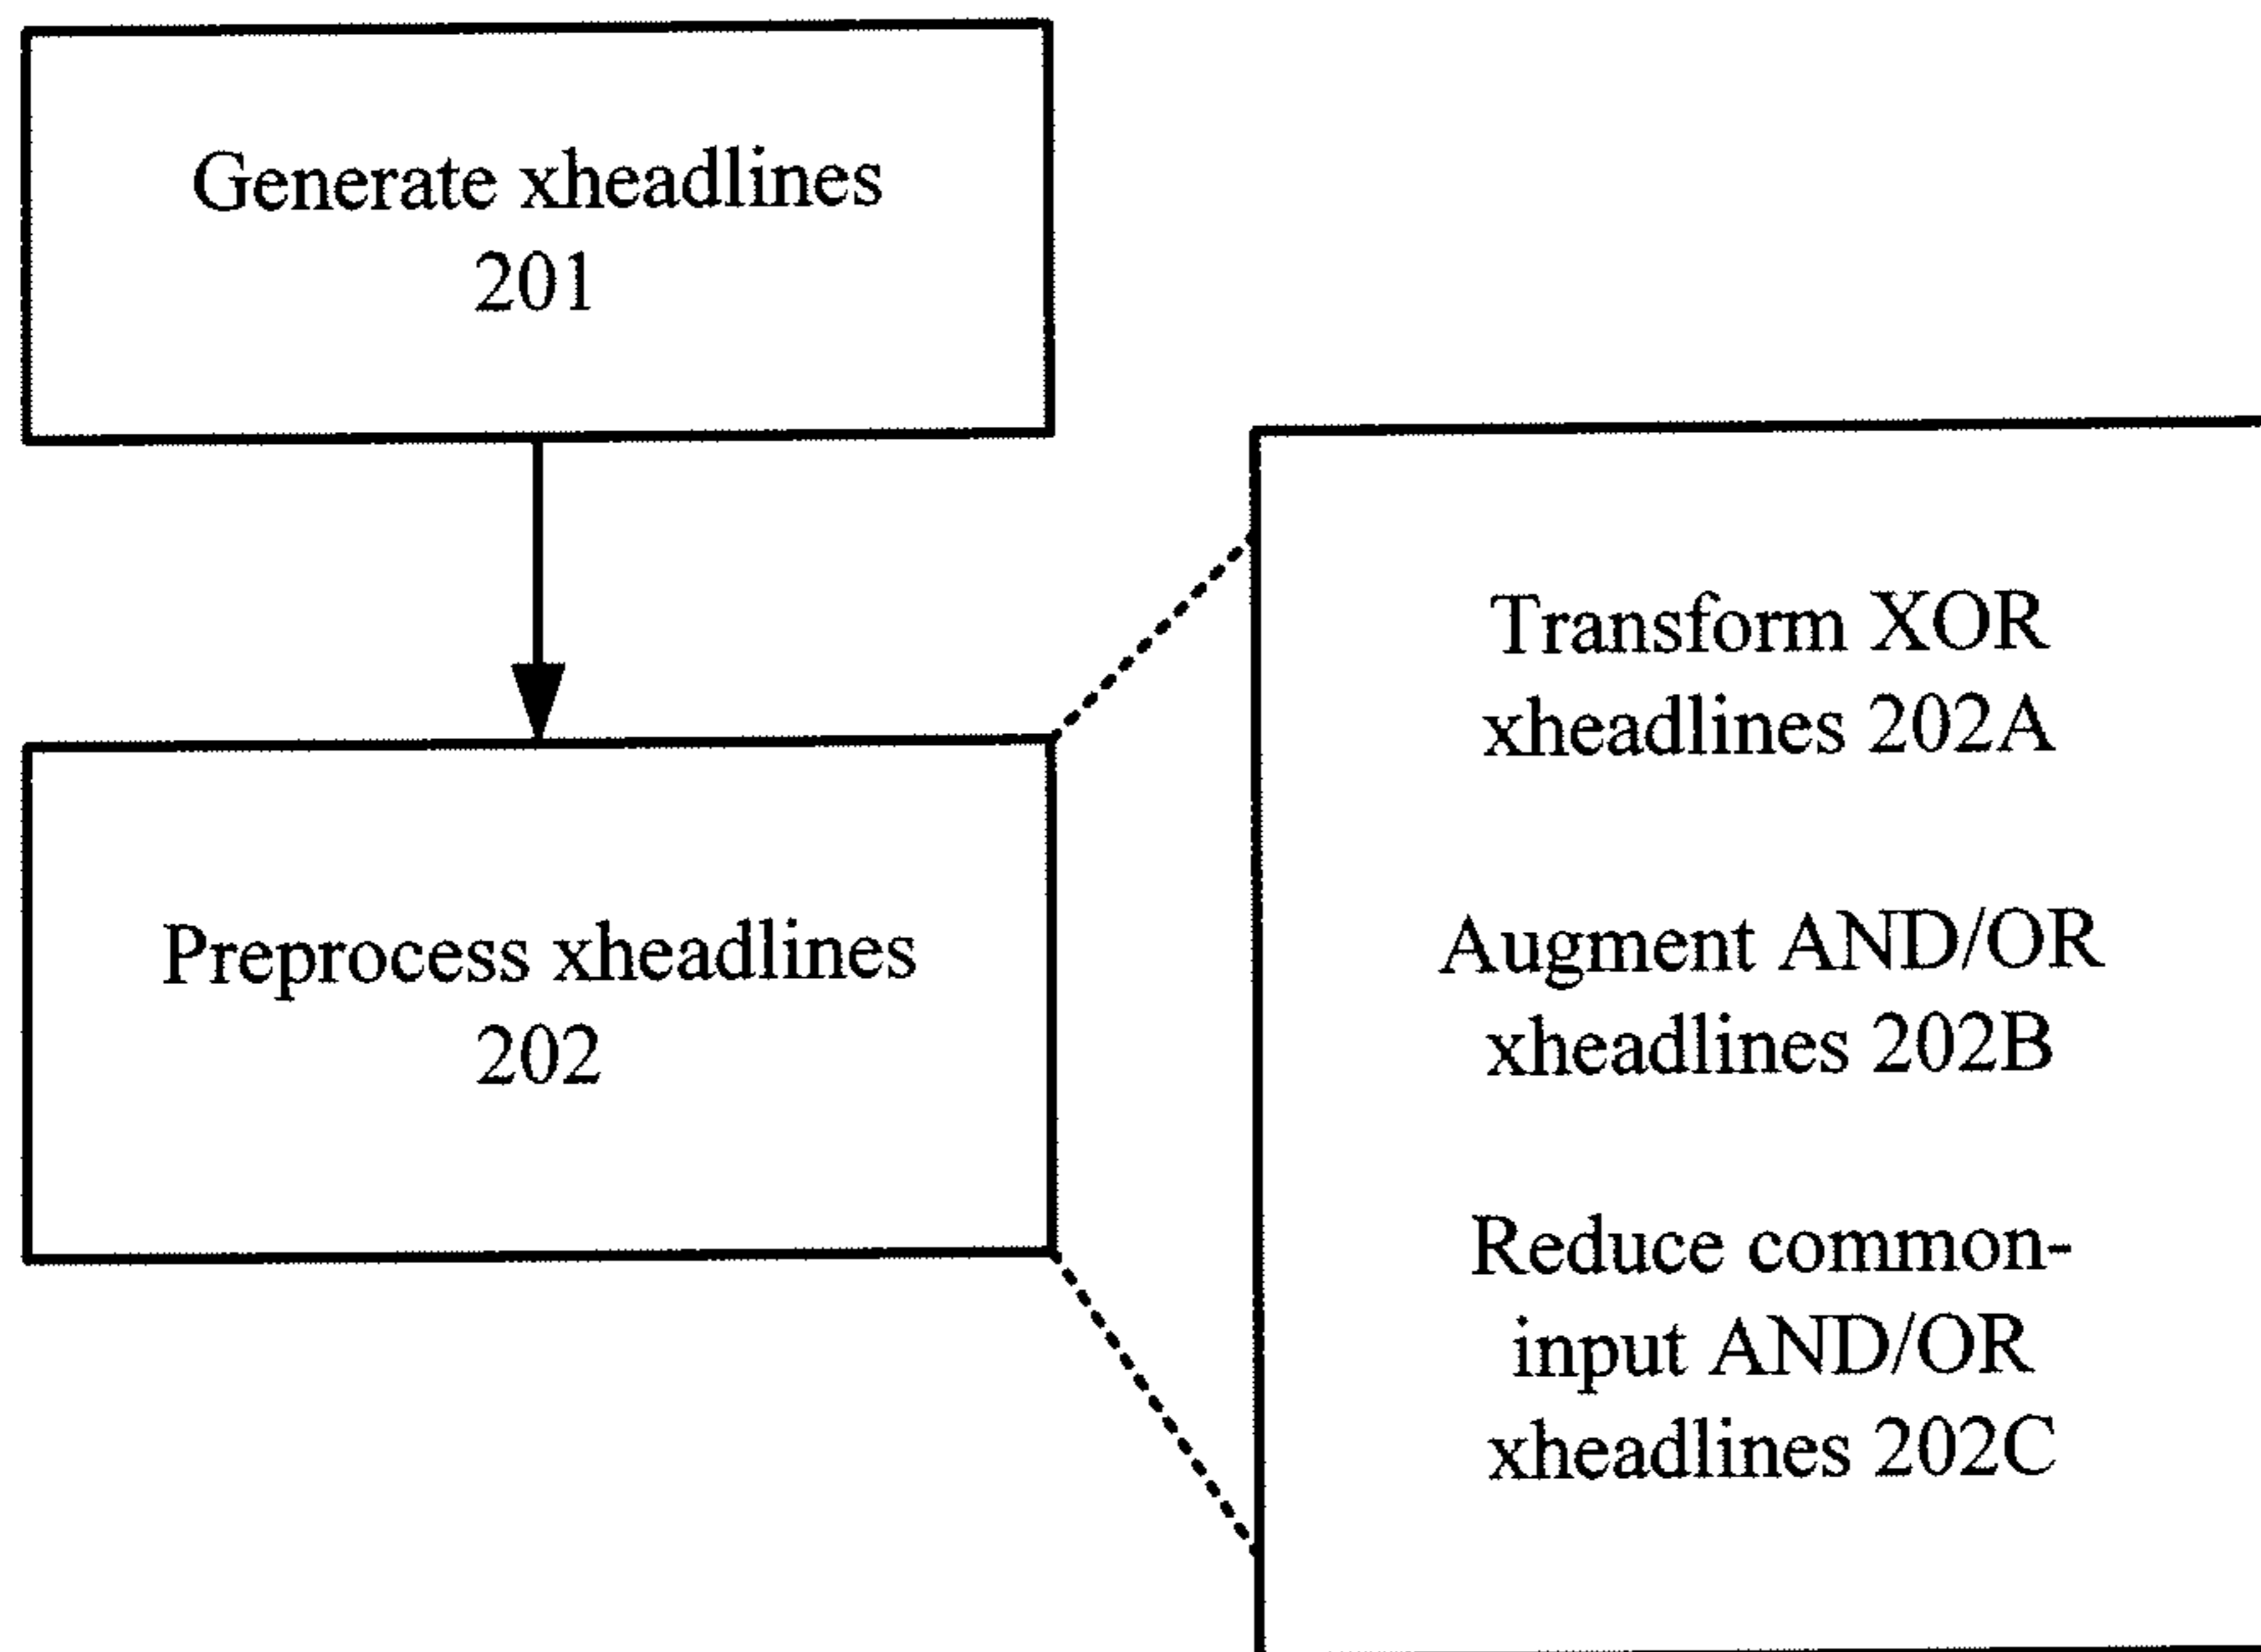 Generate xheadlines
201
Preprocess xheadlines
202
Transform XOR
xheadlines 202A
Augment AND/OR
xheadlines 202B
Reduce common-
input AND/OR
xheadlines 202C